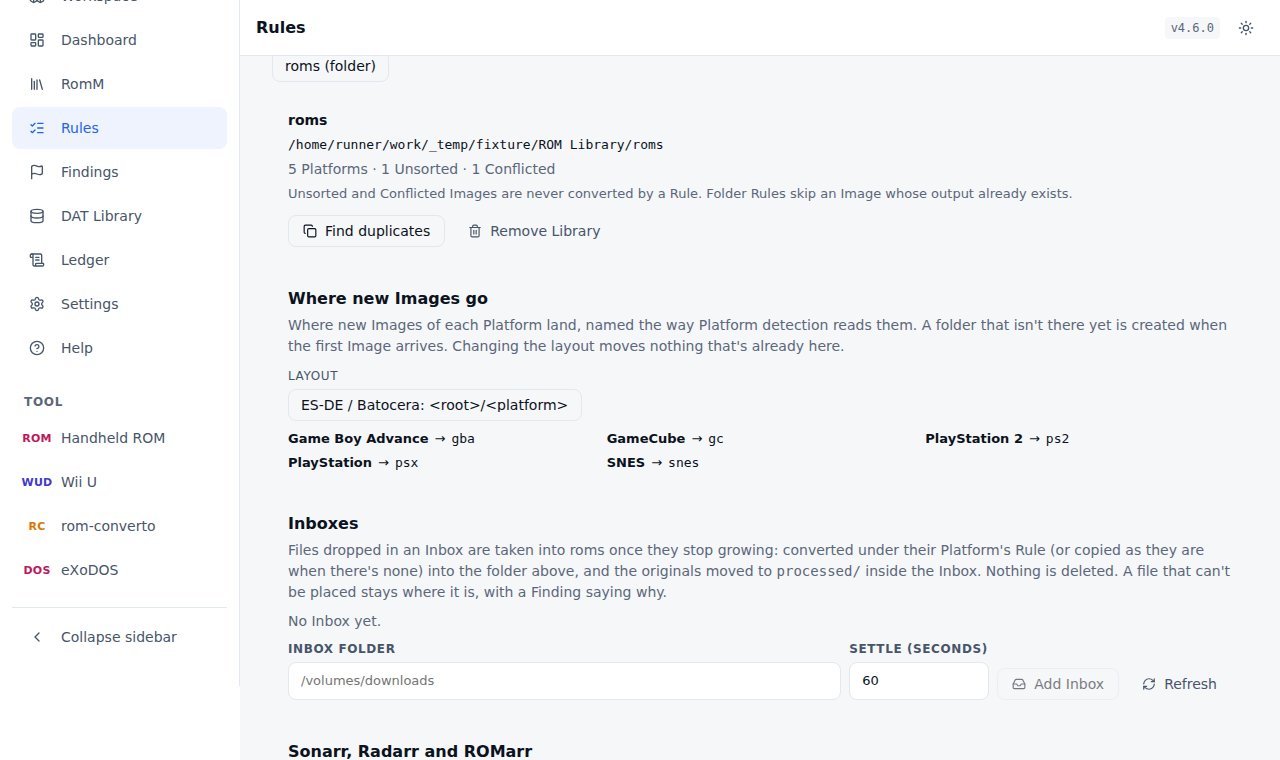 Dashboard
RomM
Rules
Findings
DAT Library
Ledger
Settings
Help
TOOL
ROM Handheld ROM
WUD Wii U
RC rom-converto
DOS eXoDOS
Collapse sidebar
Rules
v4.6.0
roms (folder)
roms
/home/runner/work/_temp/fixture/ROM Library/roms
5 Platforms · 1 Unsorted · 1 Conflicted
Unsorted and Conflicted Images are never converted by a Rule. Folder Rules skip an Image whose output already exists.
Find duplicates
Remove Library
Where new Images go
Where new Images of each Platform land, named the way Platform detection reads them. A folder that isn't there yet is created when
the first Image arrives. Changing the layout moves nothing that's already here.
LAYOUT
ES-DE / Batocera: <root>/<platform>
Game Boy Advance → gba
GameCube → gc
PlayStation 2 → ps2
PlayStation → psx
SNES → snes
Inboxes
Files dropped in an Inbox are taken into roms once they stop growing: converted under their Platform's Rule (or copied as they are
when there's none) into the folder above, and the originals moved to processed/ inside the Inbox. Nothing is deleted. A file that can't
be placed stays where it is, with a Finding saying why.
No Inbox yet.
INBOX FOLDER
SETTLE (SECONDS)
/volumes/downloads
60
Add Inbox
Refresh
Sonarr, Radarr and ROMarr